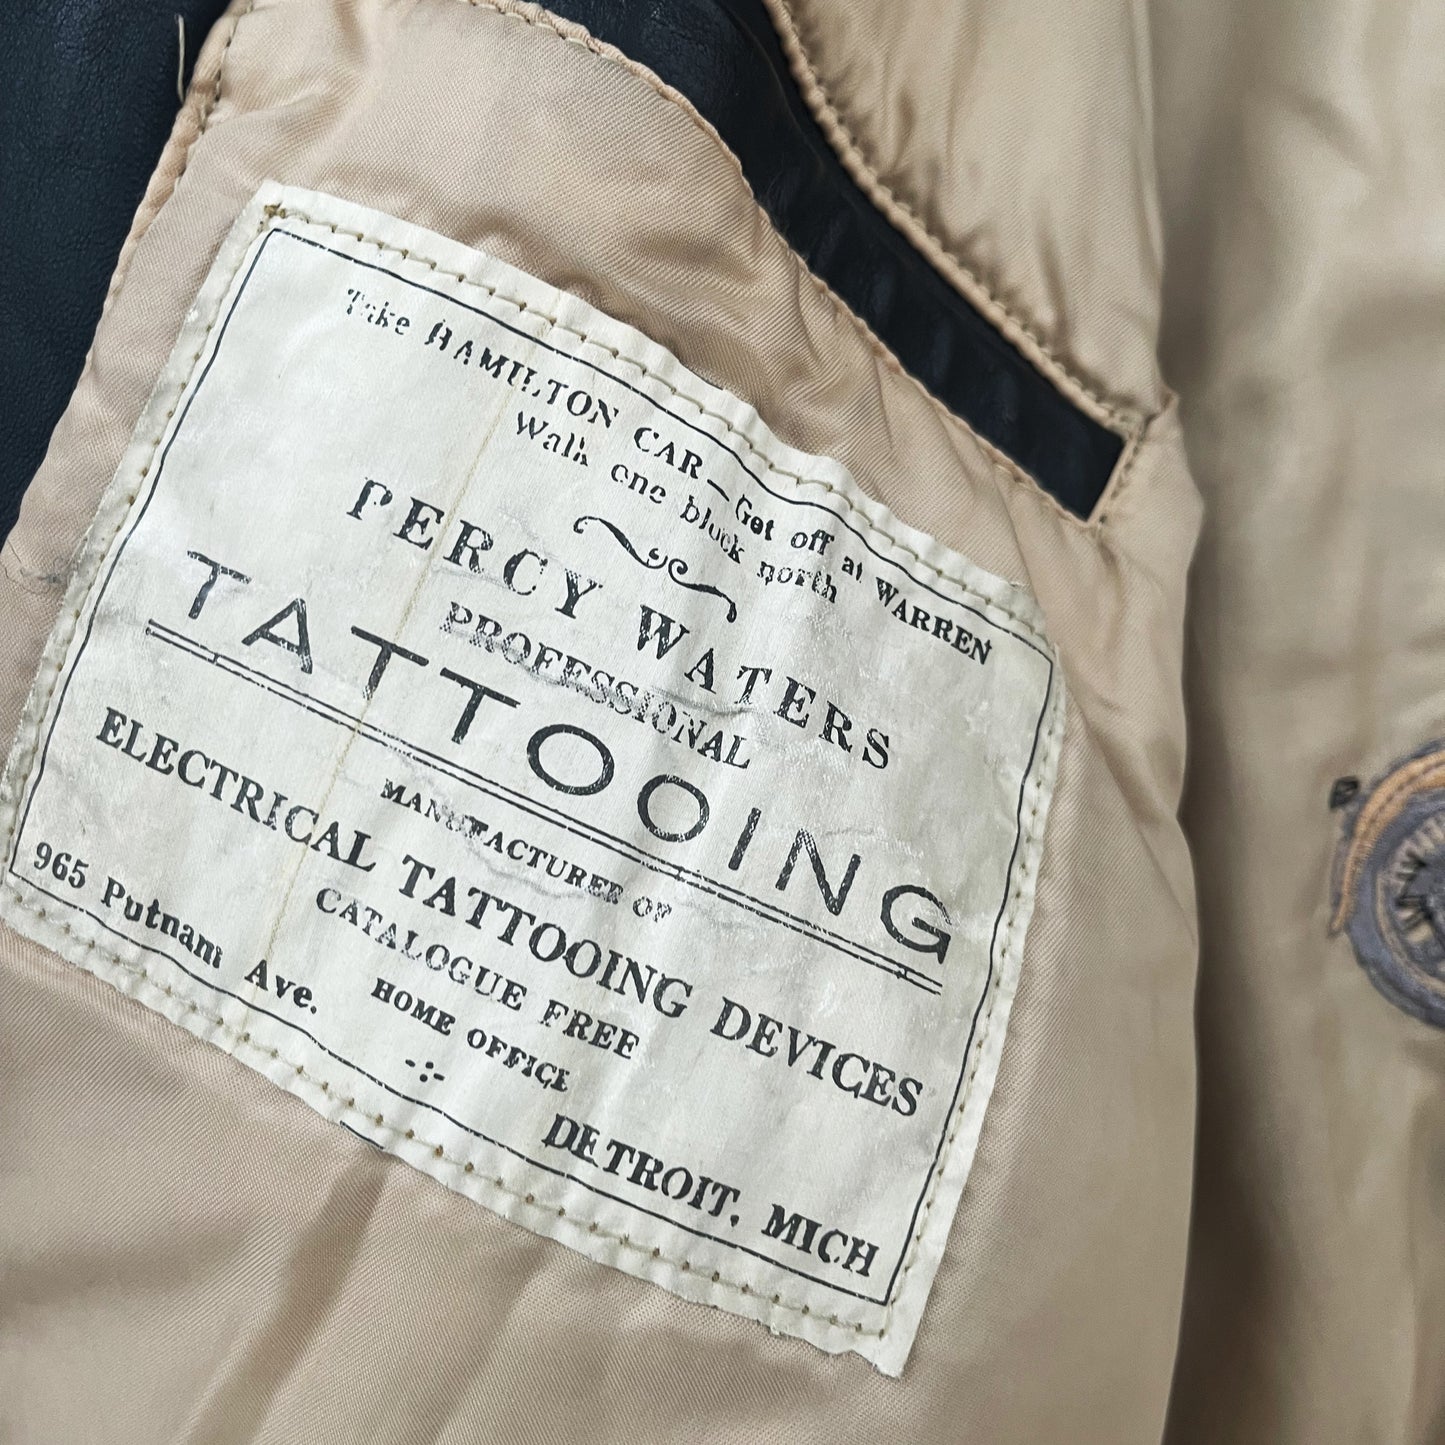 Take HAMILTON CAR—Get off at WARREN
Walk one block north
PERCY WATERS
PROFESSIONAL
TATTOOING
MANUFACTURER OF
ELECTRICAL TATTOOING DEVICES
CATALOGUE FREE
HOME OFFICE
965 Putnam Ave. -:- DETROIT, MICH